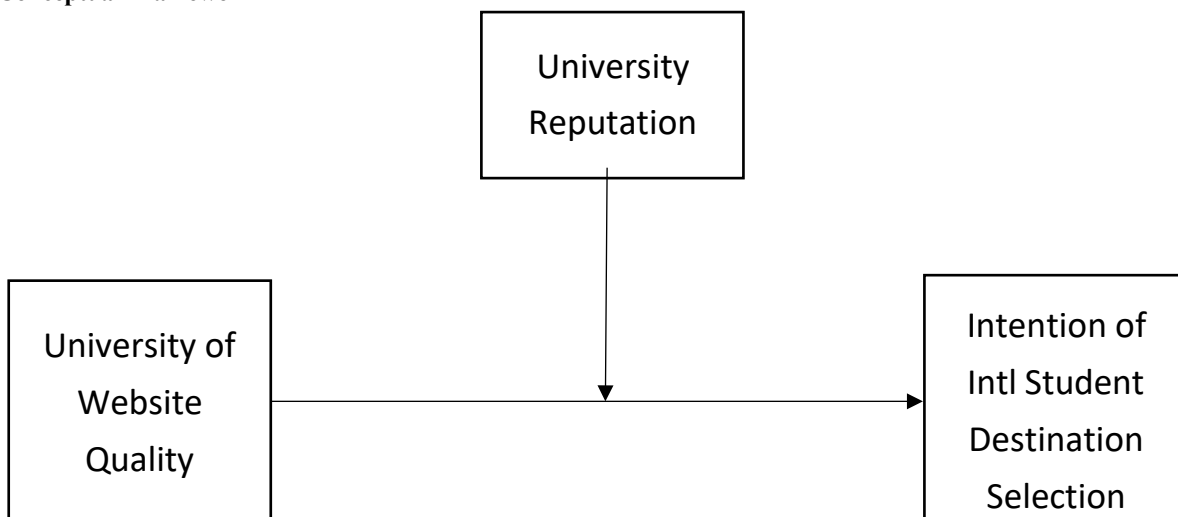 University
Reputation
University of
Website
Quality
Intention of
Intl Student
Destination
Selection